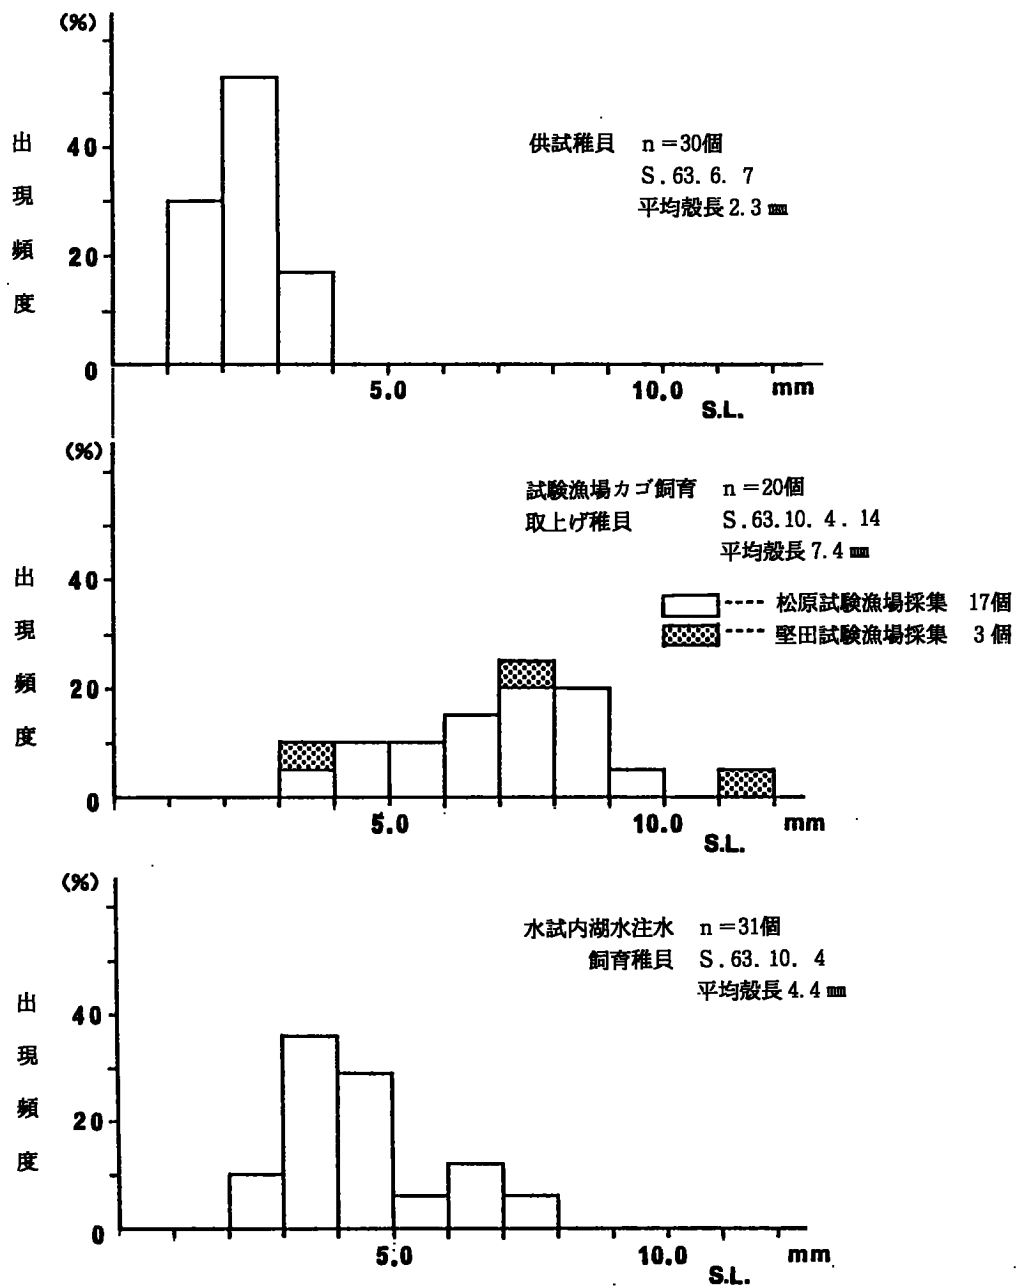 (%)
出現頻度
40
20
0
供試稚貝 n=30個
S.63.6.7
平均殻長2.3㎜
5.0
10.0
mm
S.L.
(%)
出現頻度
40
20
0
試験漁場カゴ飼育 n=20個
取上げ稚貝 S.63.10.4.14
平均殻長7.4㎜
---- 松原試験漁場採集 17個
---- 堅田試験漁場採集 3個
5.0
10.0
mm
S.L.
(%)
出現頻度
40
20
0
水試内湖水注水 n=31個
飼育稚貝 S.63.10.4
平均殻長4.4㎜
5.0
10.0
mm
S.L.